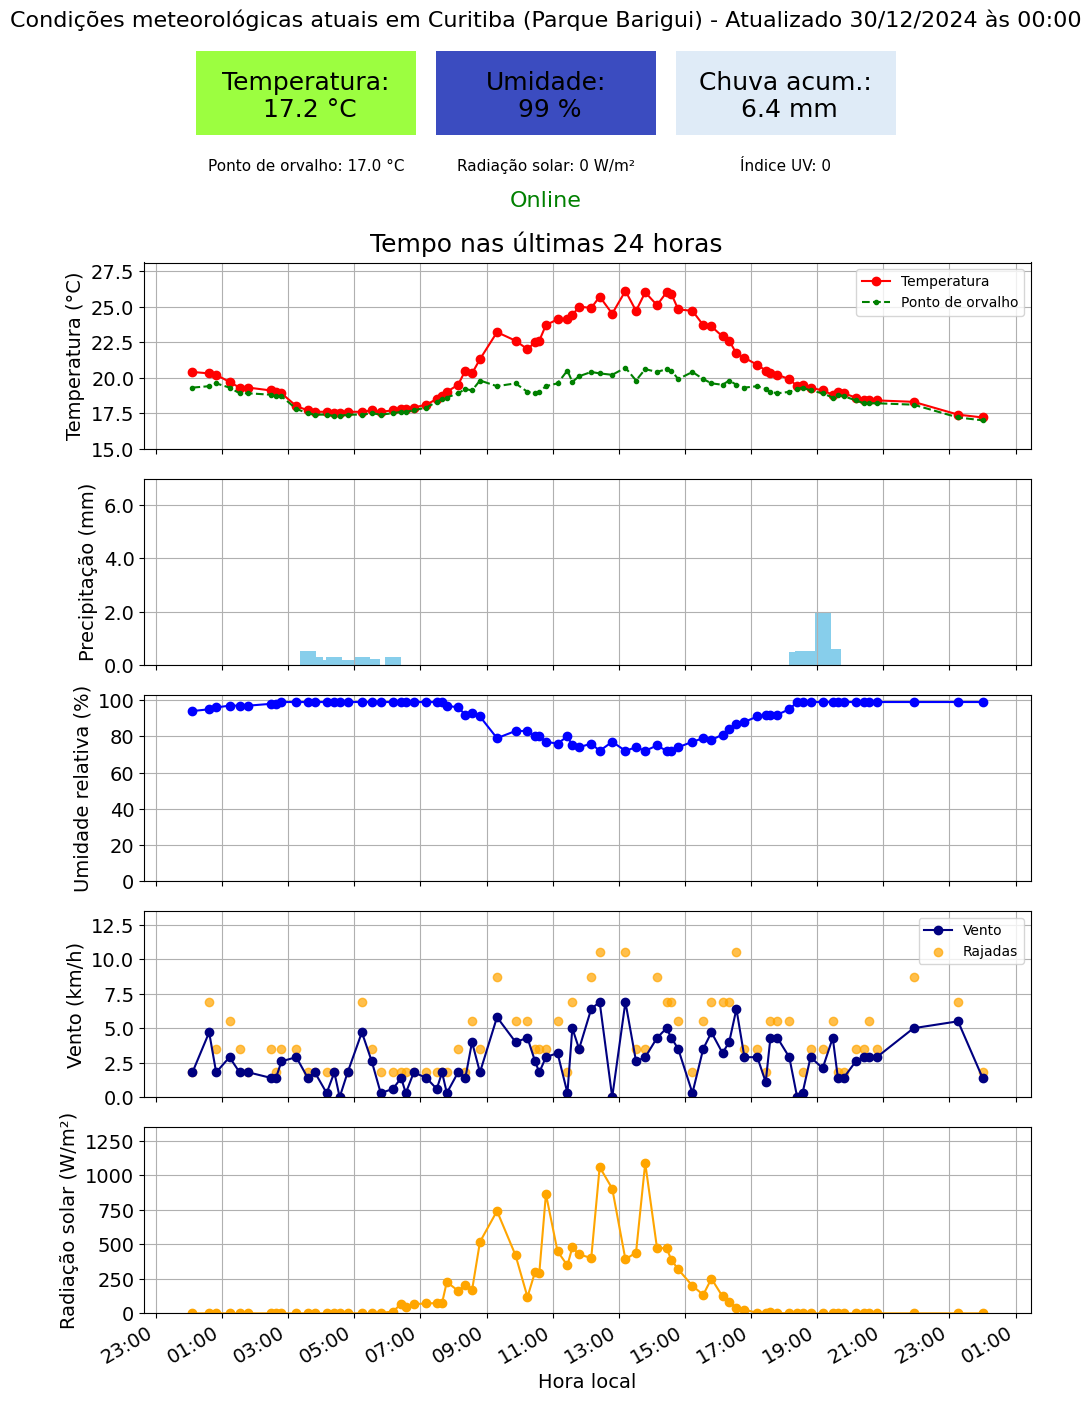 Condições meteorológicas atuais em Curitiba (Parque Barigui) - Atualizado 30/12/2024 às 00:00
Temperatura:
17.2 °C
Umidade:
99 %
Chuva acum.:
6.4 mm
Ponto de orvalho: 17.0 °C
Radiação solar: 0 W/m²
Índice UV: 0
Online
Tempo nas últimas 24 horas
Temperatura (°C)
27.5
25.0
22.5
20.0
17.5
15.0
Temperatura
Ponto de orvalho
Precipitação (mm)
6.0
4.0
2.0
0.0
Umidade relativa (%)
100
80
60
40
20
0
Vento (km/h)
12.5
10.0
7.5
5.0
2.5
0.0
Vento
Rajadas
Radiação solar (W/m²)
1250
1000
750
500
250
0
23:00
01:00
03:00
05:00
07:00
09:00
11:00
13:00
15:00
17:00
19:00
21:00
23:00
01:00
Hora local